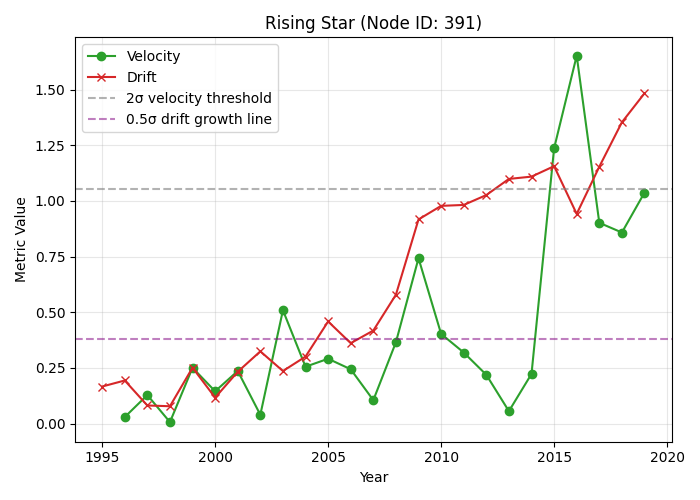 Rising Star (Node ID: 391)
Velocity
Drift
2σ velocity threshold
0.5σ drift growth line
Metric Value
1.50
1.25
1.00
0.75
0.50
0.25
0.00
1995 2000 2005 2010 2015 2020
Year